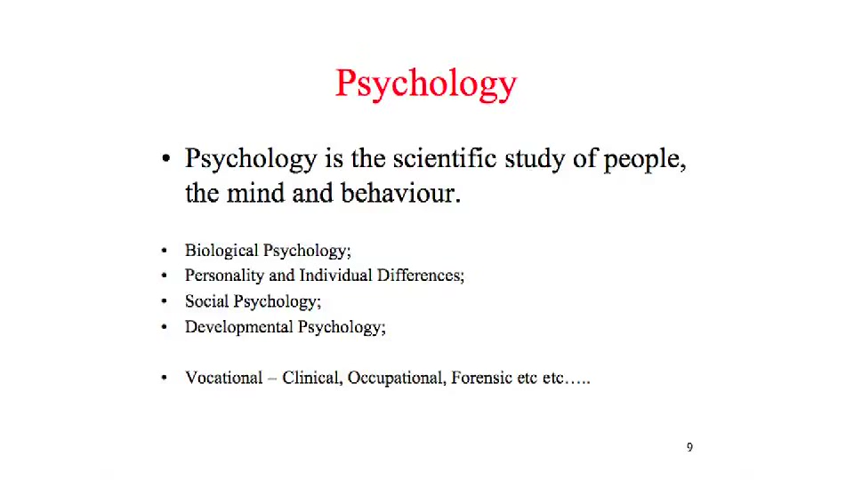 Psychology
• Psychology is the scientific study of people,
the mind and behaviour.
• Biological Psychology;
• Personality and Individual Differences;
• Social Psychology;
• Developmental Psychology;
• Vocational – Clinical, Occupational, Forensic etc etc…..
9